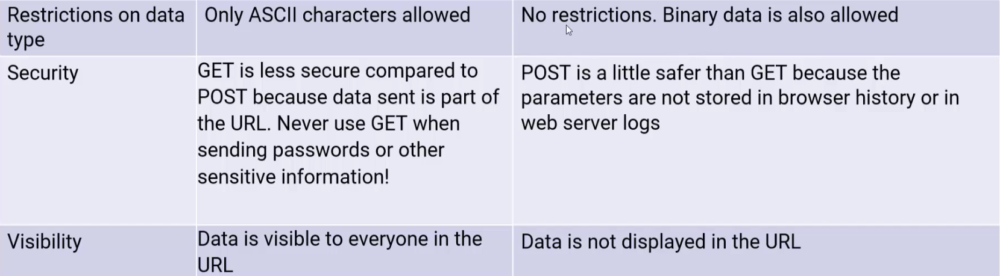 Restrictions on data
type
Only ASCII characters allowed
No restrictions. Binary data is also allowed
Security
GET is less secure compared to
POST because data sent is part of
the URL. Never use GET when
sending passwords or other
sensitive information!
POST is a little safer than GET because the
parameters are not stored in browser history or in
web server logs
Visibility
Data is visible to everyone in the
URL
Data is not displayed in the URL